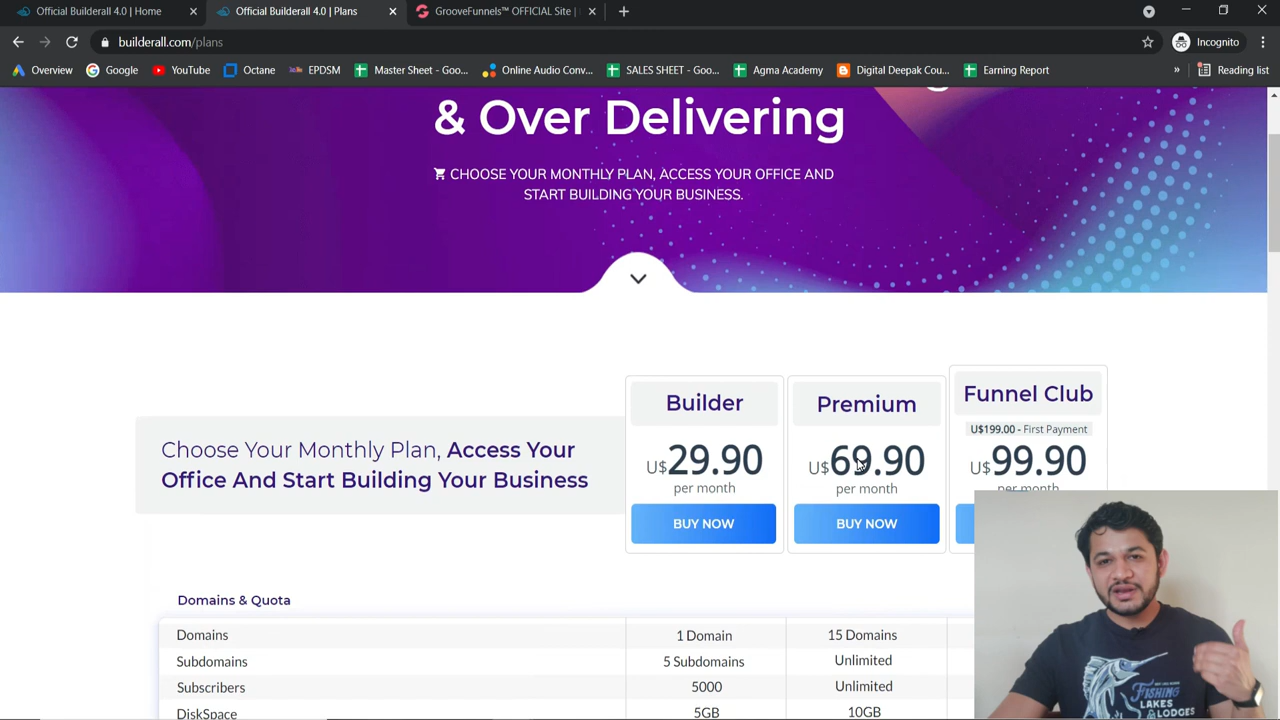 Official Builderall 4.0 | Home
Official Builderall 4.0 | Plans
GrooveFunnels™ OFFICIAL Site |
builderall.com/plans
Incognito
Overview
Google
YouTube
Octane
EPDSM
Master Sheet - Goo...
Online Audio Conv...
SALES SHEET - Goo...
Agma Academy
Digital Deepak Cou...
Earning Report
»
Reading list
& Over Delivering
CHOOSE YOUR MONTHLY PLAN, ACCESS YOUR OFFICE AND
START BUILDING YOUR BUSINESS.
Choose Your Monthly Plan, Access Your
Office And Start Building Your Business
Builder
U$29.90
per month
BUY NOW
Premium
U$69.90
per month
BUY NOW
Funnel Club
U$199.00 - First Payment
U$99.90
per month
Domains & Quota
Domains 1 Domain 15 Domains
Subdomains 5 Subdomains Unlimited
Subscribers 5000 Unlimited
DiskSpace 5GB 10GB
FISHING
LAKES
& LODGES